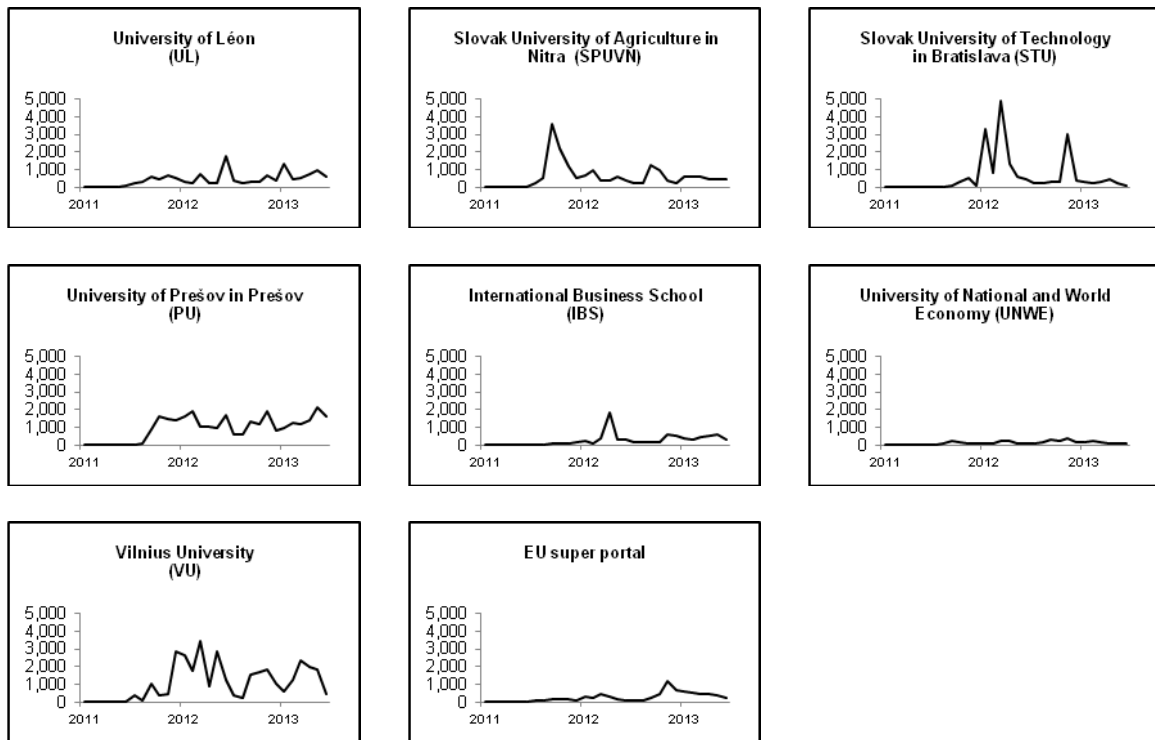 University of Léon
(UL)
5,000
4,000
3,000
2,000
1,000
0
2011 2012 2013
Slovak University of Agriculture in
Nitra (SPUVN)
5,000
4,000
3,000
2,000
1,000
0
2011 2012 2013
Slovak University of Technology
in Bratislava (STU)
5,000
4,000
3,000
2,000
1,000
0
2011 2012 2013
University of Prešov in Prešov
(PU)
5,000
4,000
3,000
2,000
1,000
0
2011 2012 2013
International Business School
(IBS)
5,000
4,000
3,000
2,000
1,000
0
2011 2012 2013
University of National and World
Economy (UNWE)
5,000
4,000
3,000
2,000
1,000
0
2011 2012 2013
Vilnius University
(VU)
5,000
4,000
3,000
2,000
1,000
0
2011 2012 2013
EU super portal
5,000
4,000
3,000
2,000
1,000
0
2011 2012 2013